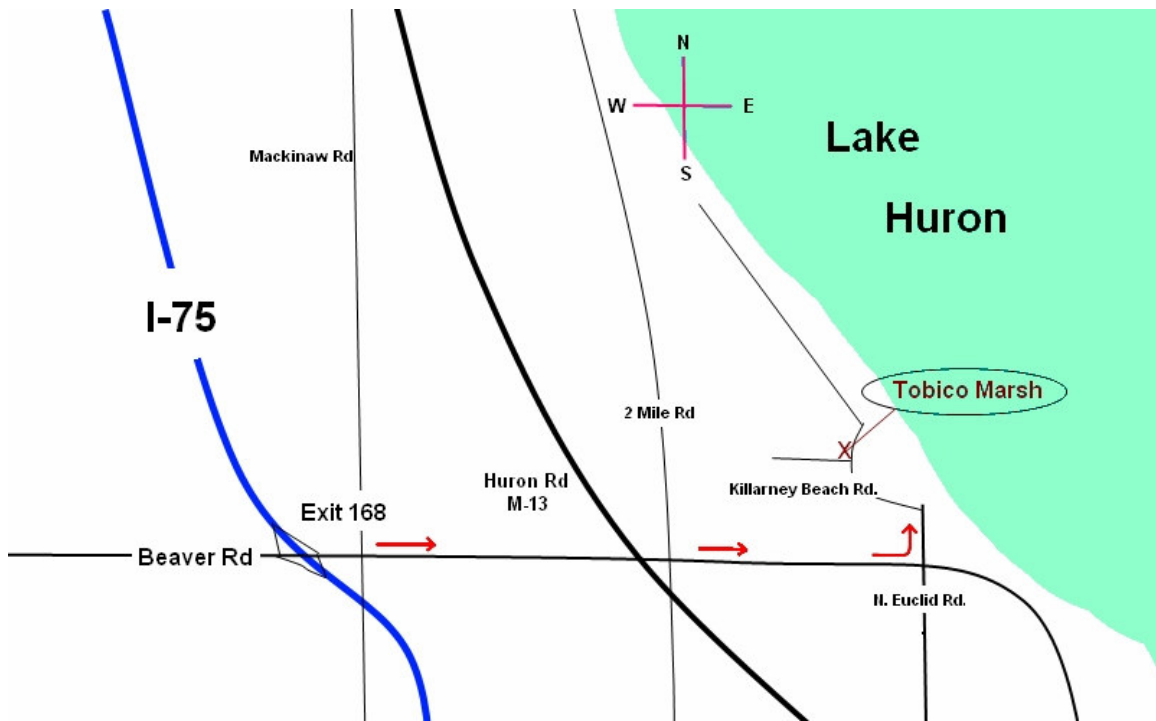 N
W E
S
Lake
Huron
Mackinaw Rd
I-75
Tobico Marsh
2 Mile Rd
Huron Rd
M-13
Killarney Beach Rd.
Exit 168
Beaver Rd
N. Euclid Rd.
X